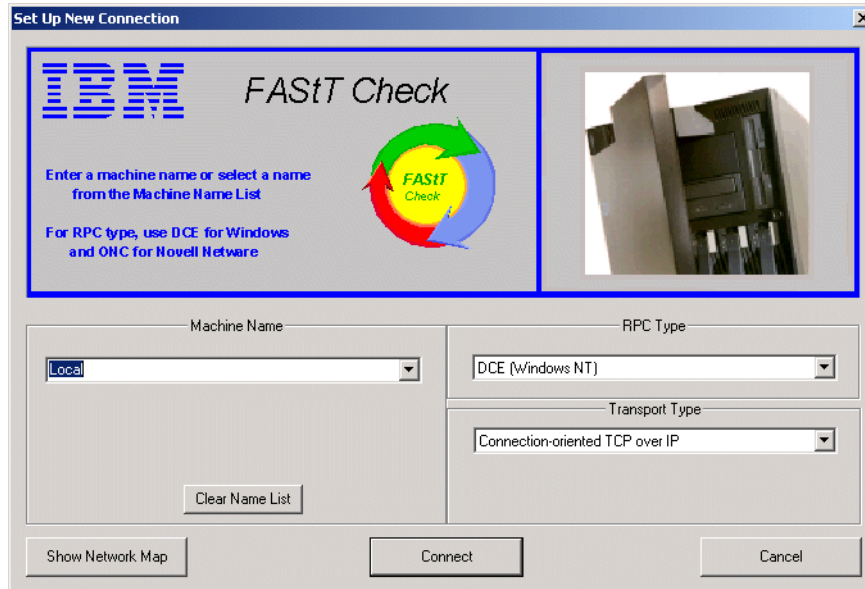 Set Up New Connection
IBM
FAStT Check
Enter a machine name or select a name
from the Machine Name List
For RPC type, use DCE for Windows
and ONC for Novell Netware
FAStT
Check
Machine Name
Local
Clear Name List
RPC Type
DCE (Windows NT)
Transport Type
Connection-oriented TCP over IP
Show Network Map
Connect
Cancel